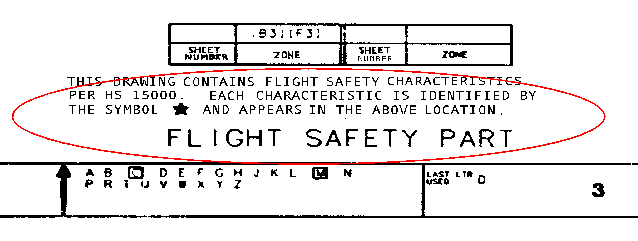 B3](F3)
SHEET NUMBER ZONE SHEET NUMBER ZONE
THIS DRAWING CONTAINS FLIGHT SAFETY CHARACTERISTICS
PER HS 15000. EACH CHARACTERISTIC IS IDENTIFIED BY
THE SYMBOL ★ AND APPEARS IN THE ABOVE LOCATION.
FLIGHT SAFETY PART
A B C D E F G H J K L M N
P R T U V W X Y Z
LAST LTR USED D
3